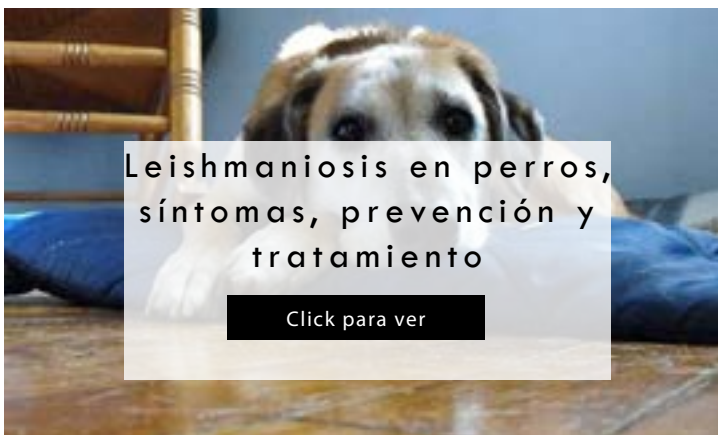 Leishmaniosis en perros,
síntomas, prevención y
tratamiento
Click para ver